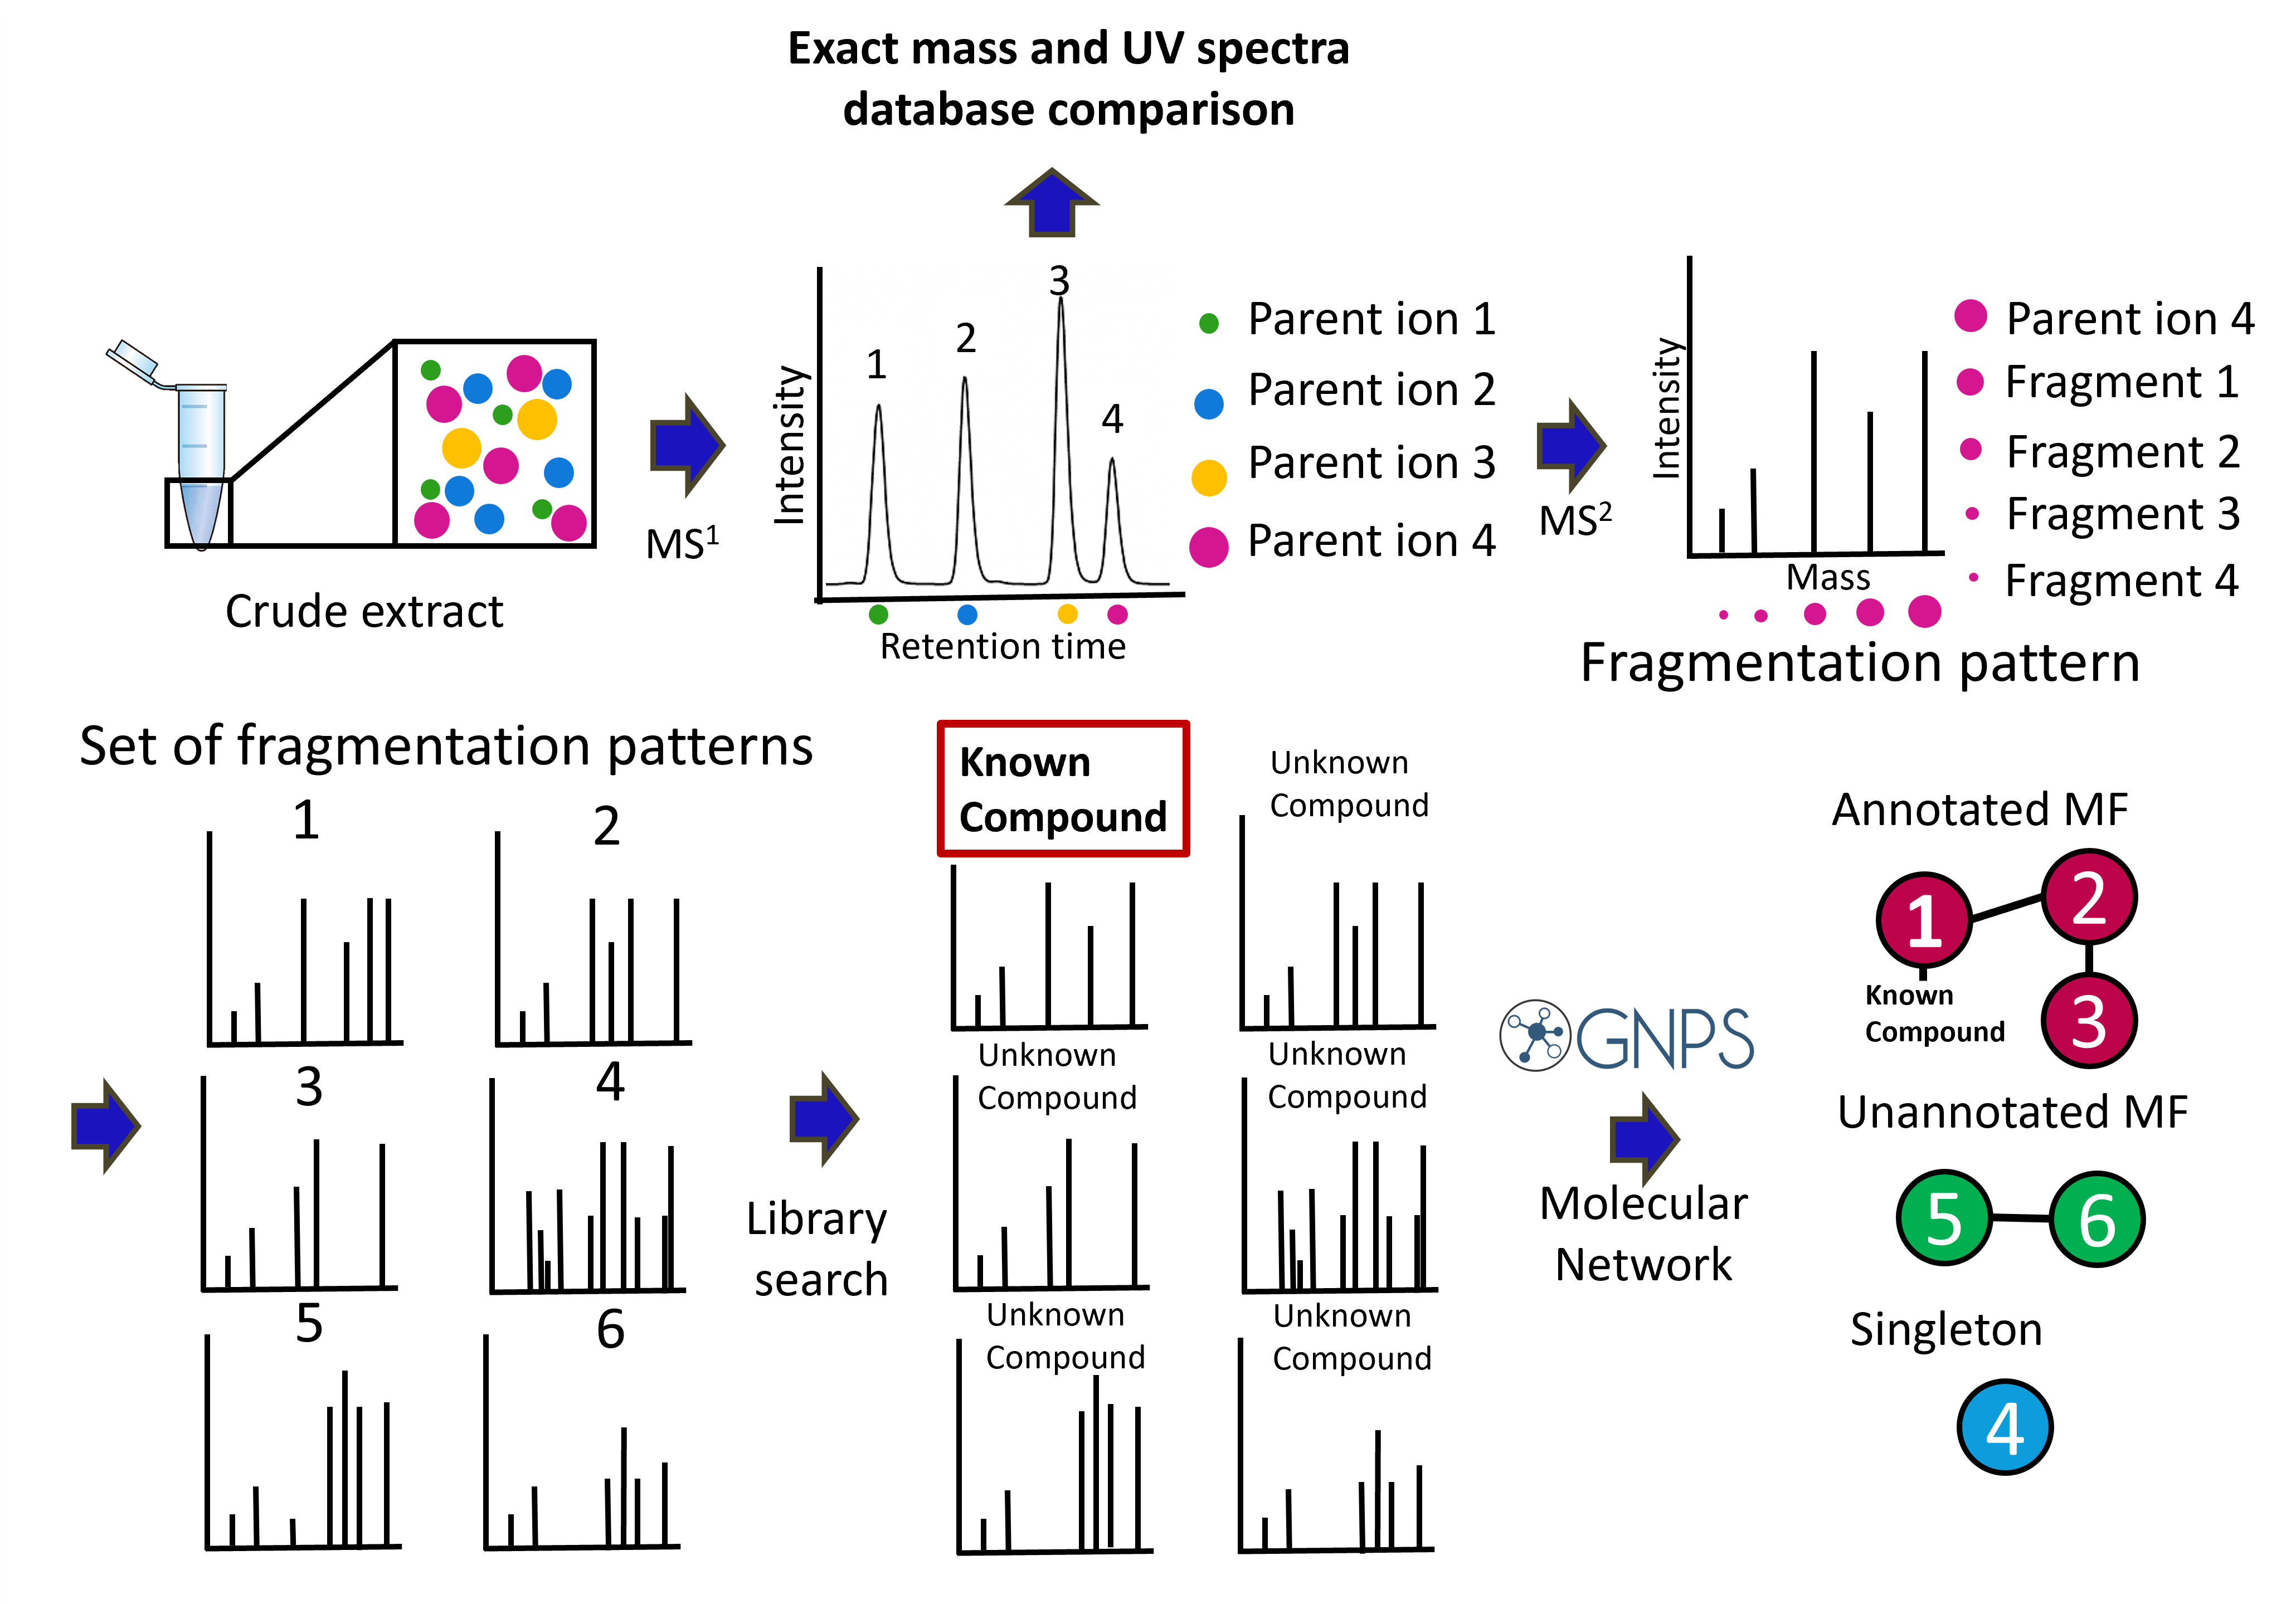 Exact mass and UV spectra
database comparison
Crude extract
MS1
Intensity
1
2
3
4
Retention time
Parent ion 1
Parent ion 2
Parent ion 3
Parent ion 4
MS2
Intensity
Mass
Parent ion 4
Fragment 1
Fragment 2
Fragment 3
Fragment 4
Fragmentation pattern
Set of fragmentation patterns
1
2
3
4
5
6
Library
search
Known
Compound
Unknown
Compound
Unknown
Compound
Unknown
Compound
Unknown
Compound
Unknown
Compound
GNPS
Molecular
Network
Annotated MF
1
2
3
Known
Compound
Unannotated MF
5
6
Singleton
4